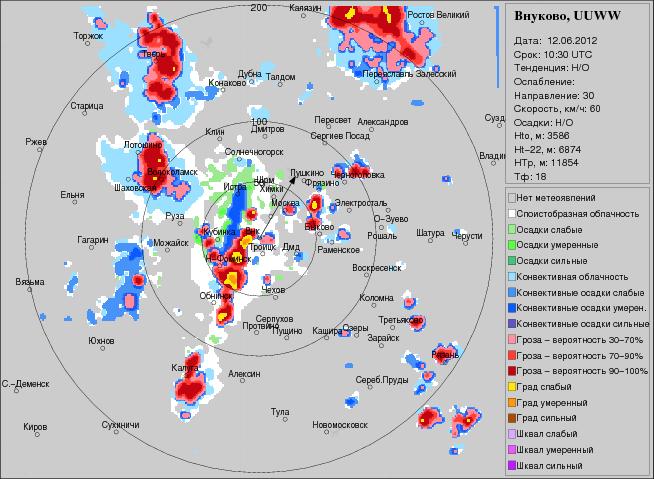 200
Калязин
Ростов Великий
Торжок
Тверь
Дубна
Талдом
Переяславль Залесский
Конаково
Старица
100
Клин
Дмитров
Пересвет
Александров
Сергиев Посад
Ржев
Лотошино
Солнечногорск
Волоколамск
Шаховская
Истра
Химки
Пушкино
Фрязино
Черноголовка
Ельня
Руза
Москва
Электросталь
О-Зуево
Гагарин
Можайск
Кубинка
Внк
Быково
Рошаль
Шатура
Черусти
Троицк
Дмд
Раменское
Н-Фоминск
Воскресенск
Вязьма
Обнинск
Чехов
Коломна
Серпухов
Протвино
Пущино
Кашира
Озеры
Третьяково
Зарайск
Юхнов
Рязань
Калуга
Алексин
Сереб.Пруды
С.-Деменск
Тула
Киров
Сухиничи
Новомосковск
Сузд
Владим
Внуково, UUWW
Дата: 12.06.2012
Срок: 10:30 UTC
Тенденция: Н/О
Ослабление:
Направление: 30
Скорость, км/ч: 60
Осадки: Н/О
Hto, м: 3586
Ht-22, м: 6874
НТр, м: 11854
Тф: 18
Нет метеоявлений
Слоистообразная облачность
Осадки слабые
Осадки умеренные
Осадки сильные
Конвективная облачность
Конвективные осадки слабые
Конвективные осадки умерен.
Конвективные осадки сильные
Гроза – вероятность 30-70%
Гроза – вероятность 70-90%
Гроза – вероятность 90-100%
Град слабый
Град умеренный
Град сильный
Шквал слабый
Шквал умеренный
Шквал сильный